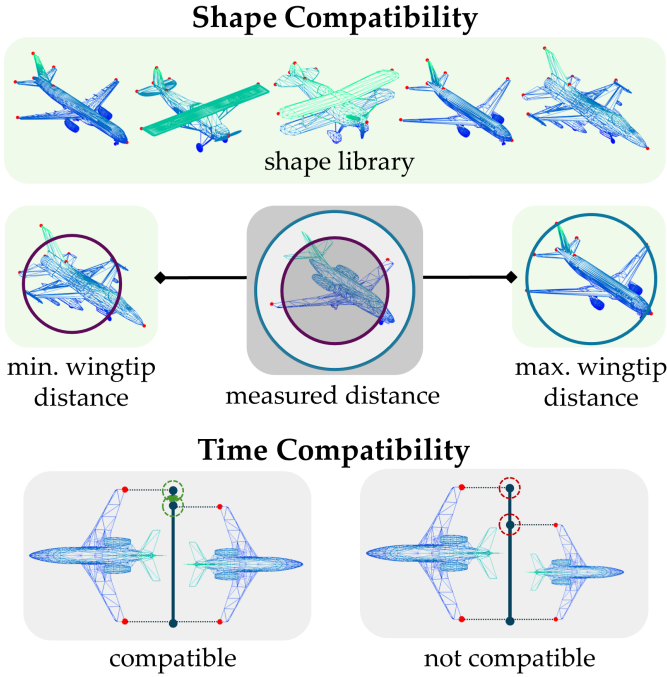 Shape Compatibility
shape library
min. wingtip
distance
measured distance
max. wingtip
distance
Time Compatibility
compatible
not compatible